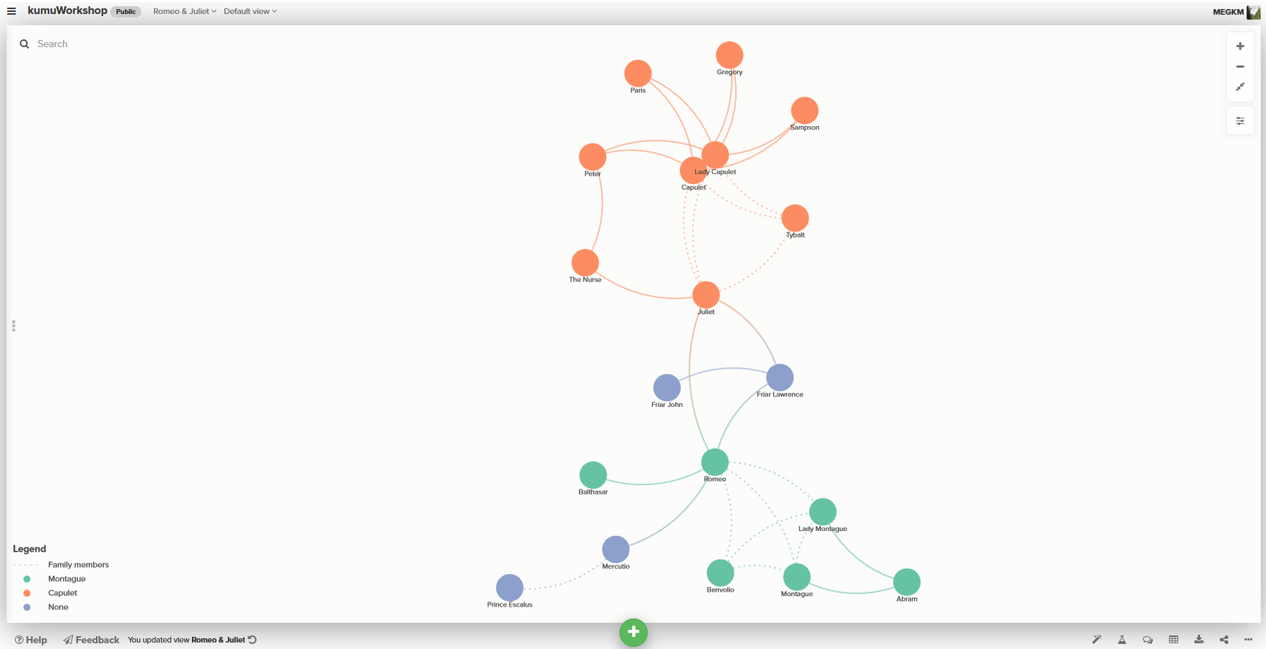 kumuWorkshop Public Romeo & Juliet Default view MEGKM
Search
Gregory
Paris
Sampson
Peter
Lady Capulet
Capulet
Tybalt
The Nurse
Juliet
Friar John
Friar Lawrence
Romeo
Balthasar
Lady Montague
Mercutio
Benvolio
Montague
Abram
Prince Escalus
Legend
Family members
Montague
Capulet
None
Help Feedback You updated view Romeo & Juliet